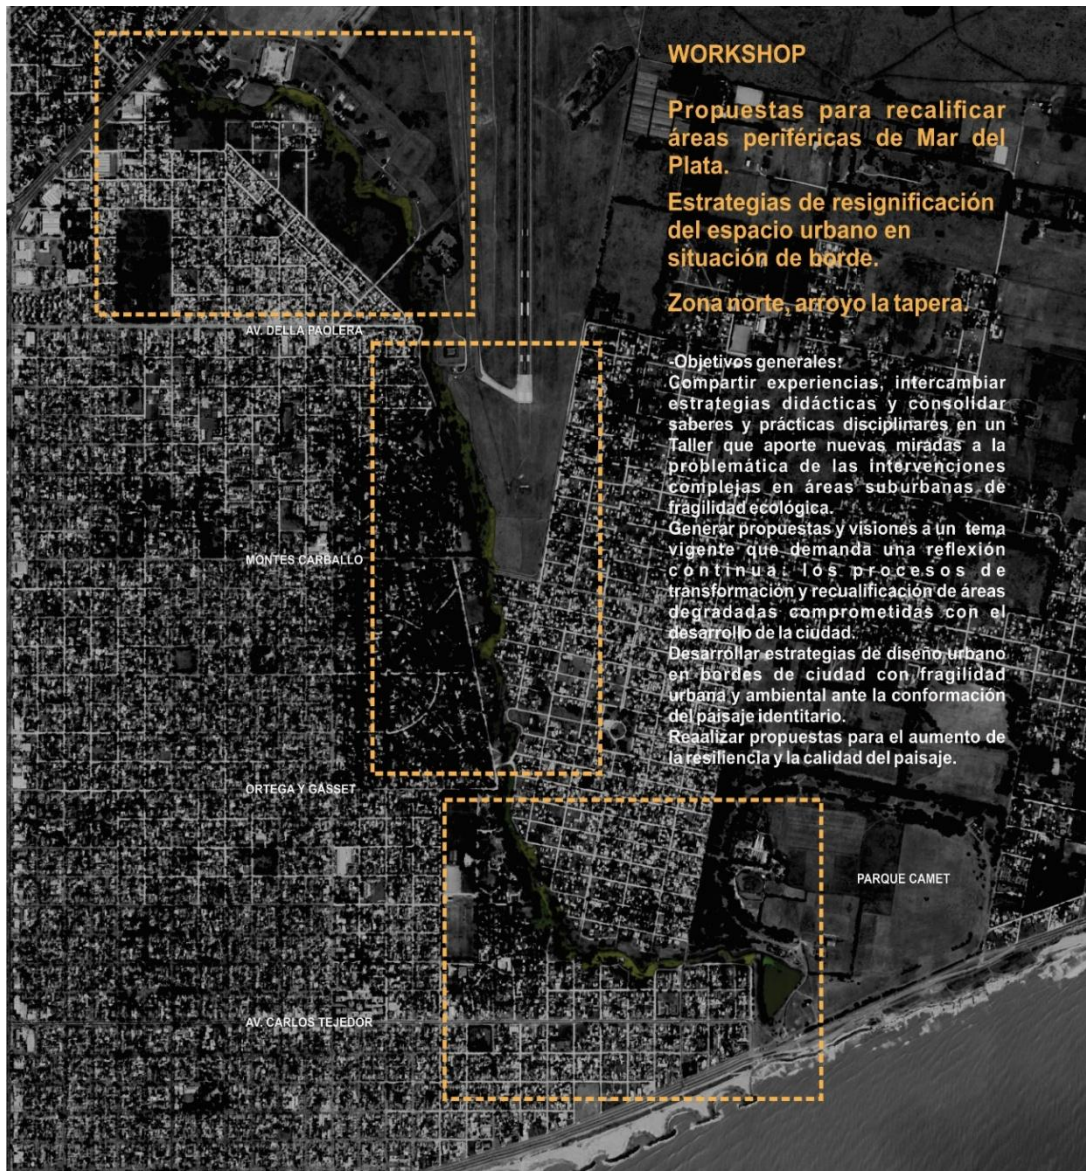 WORKSHOP
Propuestas para recalificar
áreas periféricas de Mar del
Plata.
Estrategias de resignificación
del espacio urbano en
situación de borde.
Zona norte, arroyo la tapera.
-Objetivos generales:
Compartir experiencias, intercambiar
estrategias didácticas y consolidar
saberes y prácticas disciplinares en un
Taller que aporte nuevas miradas a la
problemática de las intervenciones
complejas en áreas suburbanas de
fragilidad ecológica.
Generar propuestas y visiones a un tema
vigente que demanda una reflexión
continua: los procesos de
transformación y recualificación de áreas
degradadas comprometidas con el
desarrollo de la ciudad.
Desarrollar estrategias de diseño urbano
en bordes de ciudad con fragilidad
urbana y ambiental ante la conformación
del paisaje identitario.
Reaalizar propuestas para el aumento de
la resiliencia y la calidad del paisaje.
AV. DELLA PAOLERA
MONTES CARBALLO
ORTEGA Y GASSET
PARQUE CAMET
AV. CARLOS TEJEDOR